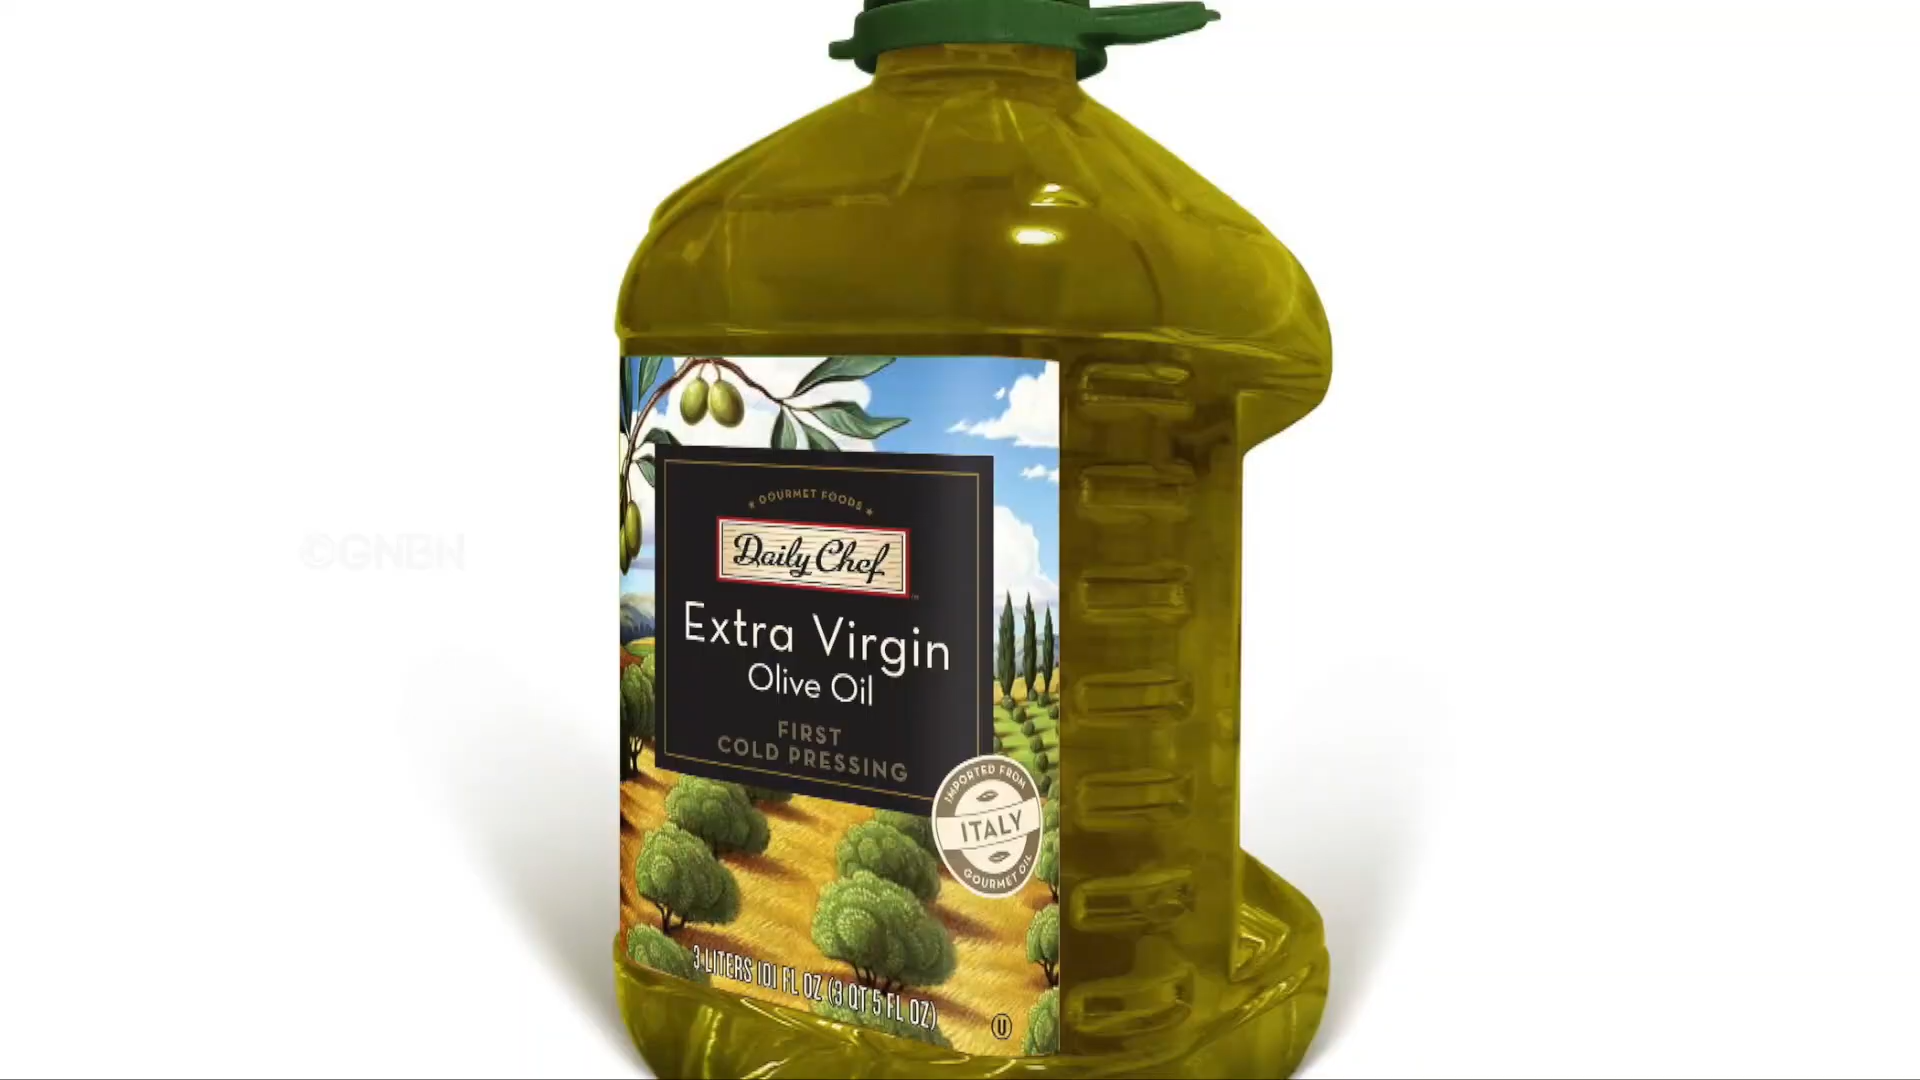 GOURMET FOODS
Daily Chef
Extra Virgin
Olive Oil
FIRST
COLD PRESSING
IMPORTED FROM
ITALY
GOURMET OIL
3 LITERS 101 FL OZ (3 QT 5 FL OZ)
U
©GNBN